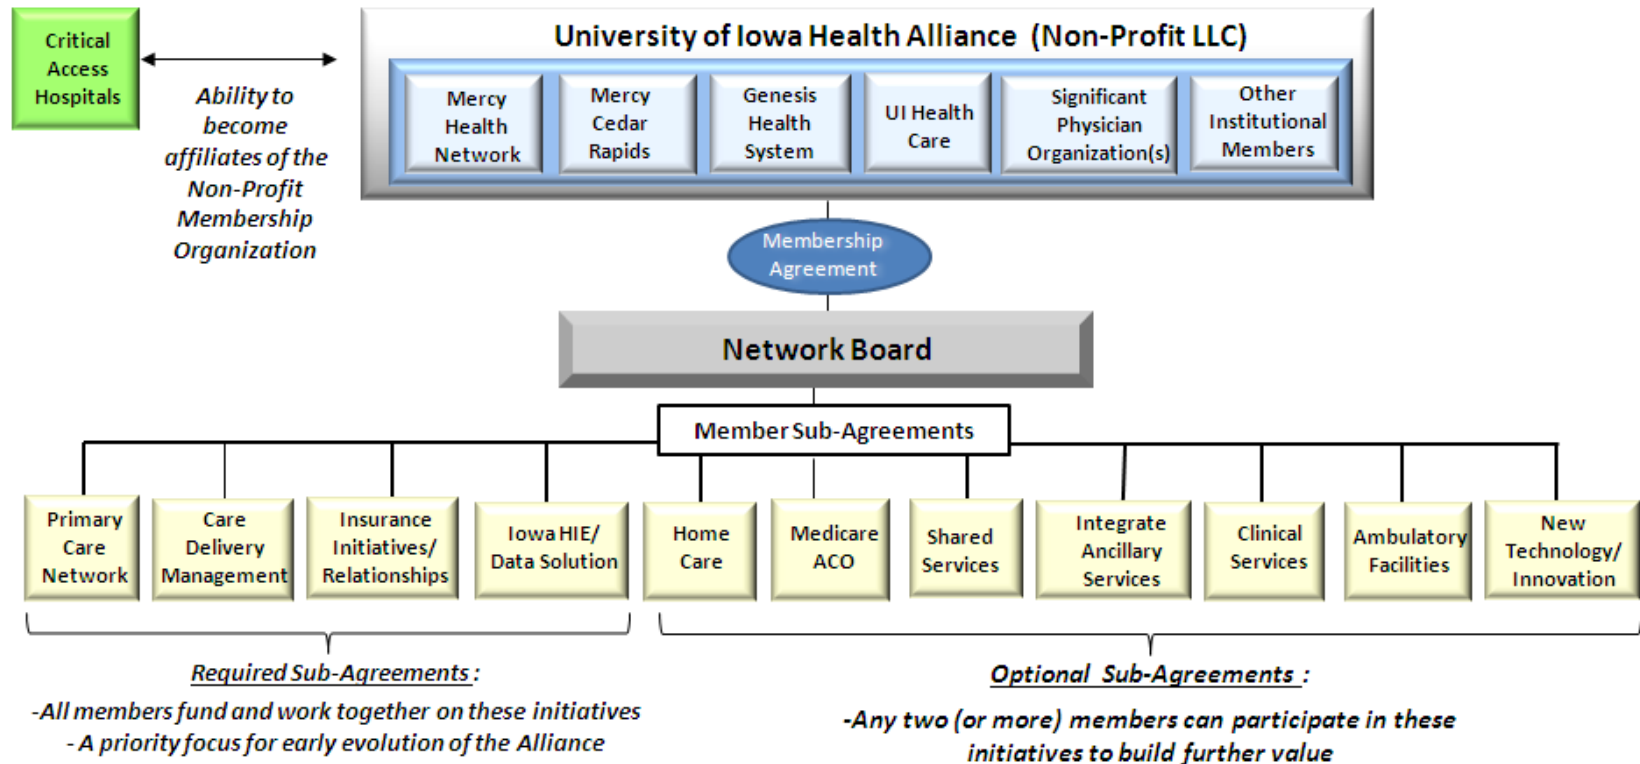 Critical
Access
Hospitals
Ability to
become
affiliates of the
Non-Profit
Membership
Organization
University of Iowa Health Alliance (Non-Profit LLC)
Mercy
Health
Network
Mercy
Cedar
Rapids
Genesis
Health
System
UI Health
Care
Significant
Physician
Organization(s)
Other
Institutional
Members
Membership
Agreement
Network Board
Member Sub-Agreements
Primary
Care
Network
Care
Delivery
Management
Insurance
Initiatives/
Relationships
Iowa HIE/
Data Solution
Home
Care
Medicare
ACO
Shared
Services
Integrate
Ancillary
Services
Clinical
Services
Ambulatory
Facilities
New
Technology/
Innovation
Required Sub-Agreements :
-All members fund and work together on these initiatives
- A priority focus for early evolution of the Alliance
Optional Sub-Agreements :
-Any two (or more) members can participate in these
initiatives to build further value